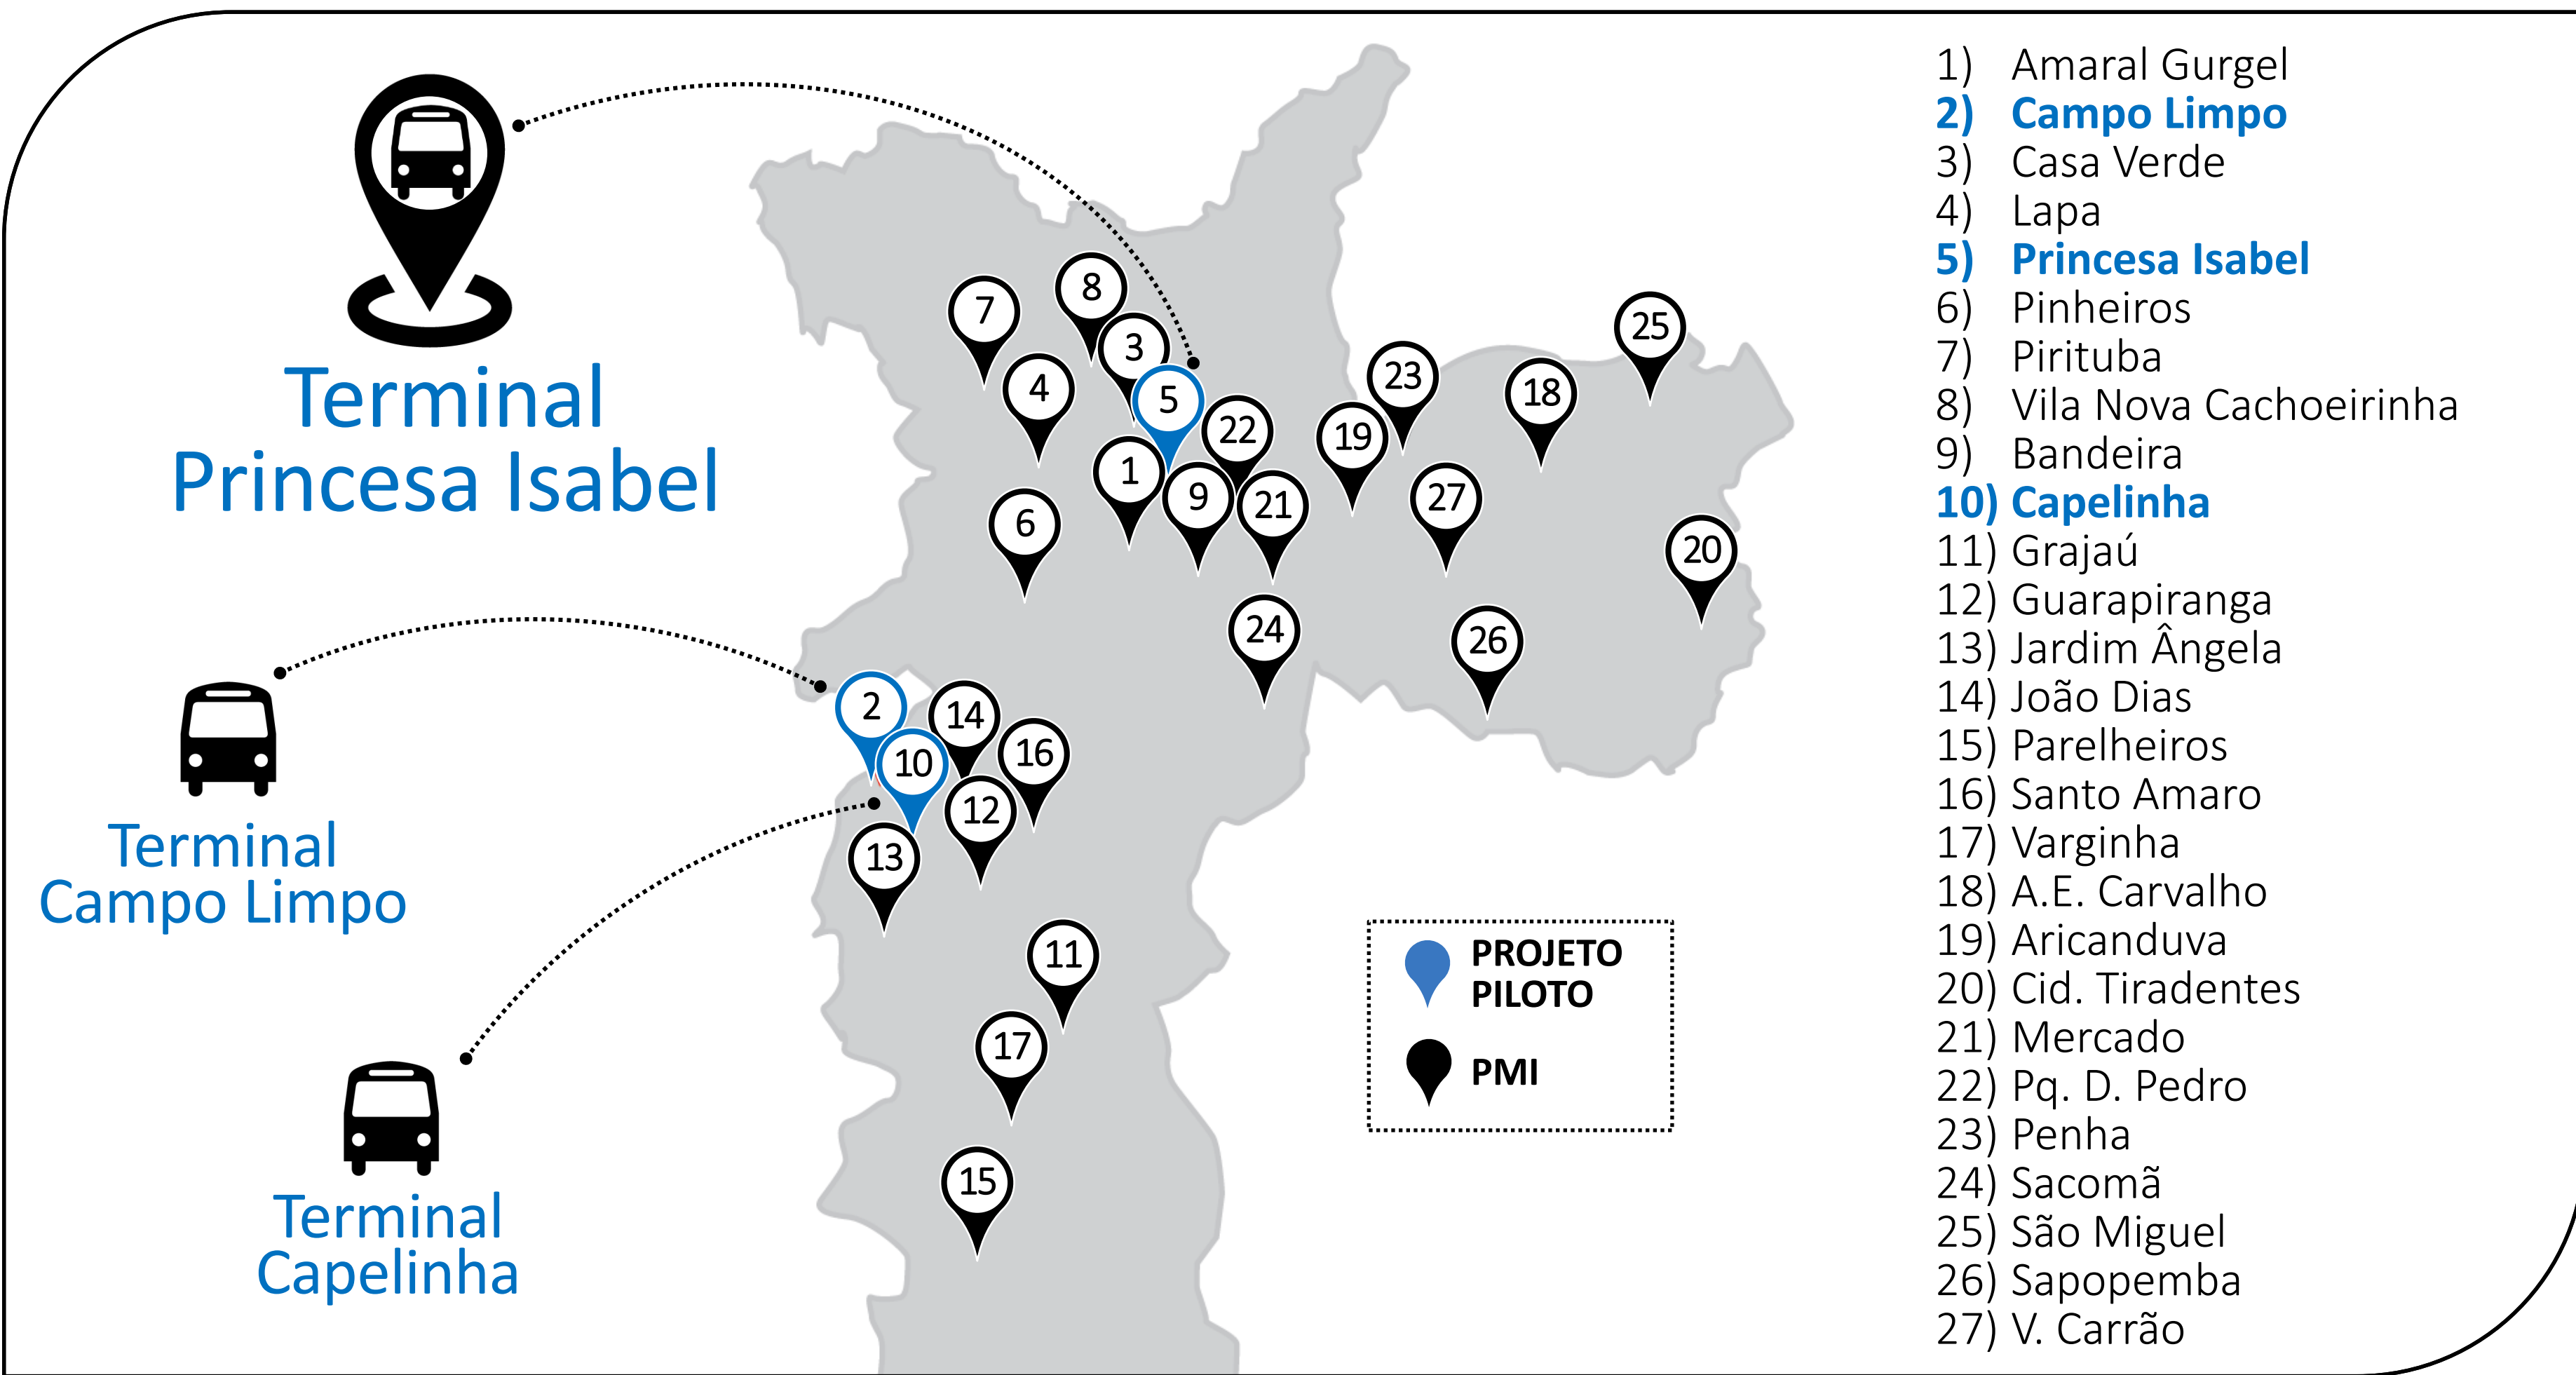 Terminal
Princesa Isabel
Terminal
Campo Limpo
Terminal
Capelinha
8
7
25
3
23
4
18
5
22
19
1
9
27
21
6
20
24
26
2
14
16
10
12
13
11
17
15
PROJETO
PILOTO
PMI
1) Amaral Gurgel
2) Campo Limpo
3) Casa Verde
4) Lapa
5) Princesa Isabel
6) Pinheiros
7) Pirituba
8) Vila Nova Cachoeirinha
9) Bandeira
10) Capelinha
11) Grajaú
12) Guarapiranga
13) Jardim Ângela
14) João Dias
15) Parelheiros
16) Santo Amaro
17) Varginha
18) A.E. Carvalho
19) Aricanduva
20) Cid. Tiradentes
21) Mercado
22) Pq. D. Pedro
23) Penha
24) Sacomã
25) São Miguel
26) Sapopemba
27) V. Carrão